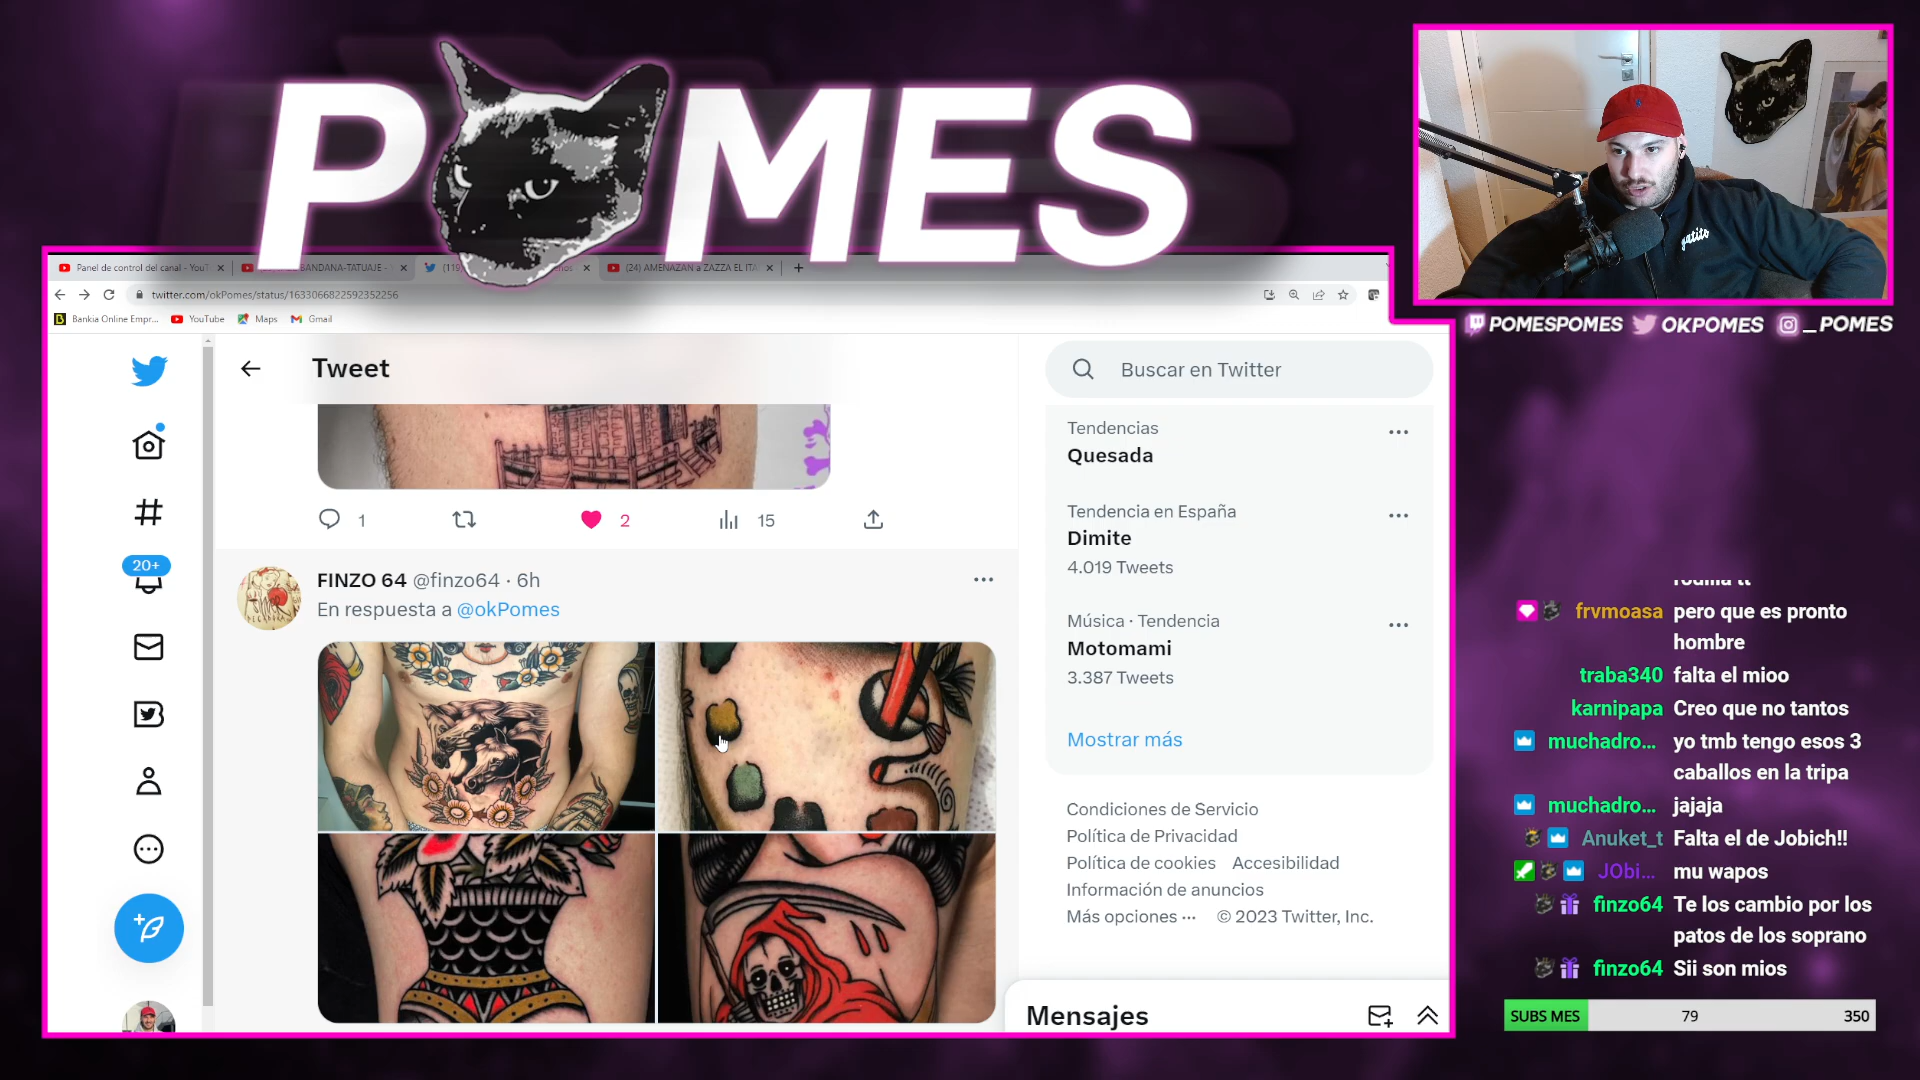 POMES
Panel de control del canal - YouT
BANDANA-TATUAJE -
(24) AMENAZAN a ZAZZA EL ITA
twitter.com/okPomes/status/1633066822592352256
Bankia Online Empr...
YouTube
Maps
Gmail
Tweet
1
2
15
20+
FINZO 64 @finzo64 · 6h
En respuesta a @okPomes
Buscar en Twitter
Tendencias
Quesada
Tendencia en España
Dimite
4.019 Tweets
Música · Tendencia
Motomami
3.387 Tweets
Mostrar más
Condiciones de Servicio
Política de Privacidad
Política de cookies Accesibilidad
Información de anuncios
Más opciones ··· © 2023 Twitter, Inc.
Mensajes
gatito
POMESPOMES OKPOMES _POMES
frvmoasa pero que es pronto
hombre
traba340 falta el mioo
karnipapa Creo que no tantos
muchadro... yo tmb tengo esos 3
caballos en la tripa
muchadro... jajaja
Anuket_t Falta el de Jobich!!
JObi... mu wapos
finzo64 Te los cambio por los
patos de los soprano
finzo64 Sii son mios
SUBS MES 79 350